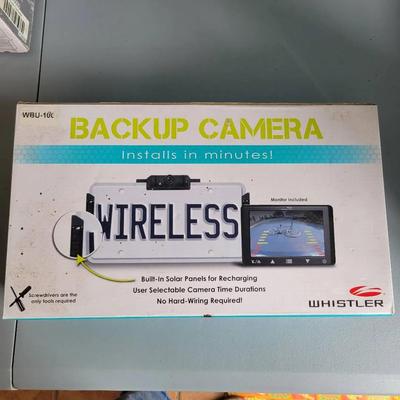 WBU-100
BACKUP CAMERA
Installs in minutes!
Monitor Included
WIRELESS
Built-In Solar Panels for Recharging
User Selectable Camera Time Durations
No Hard-Wiring Required!
Screwdrivers are the
only tools required
WHISTLER